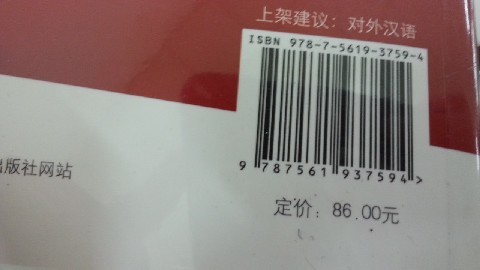 上架建议：对外汉语
ISBN 978-7-5619-3759-4
9 787561 937594 >
出版社网站
定价：86.00元